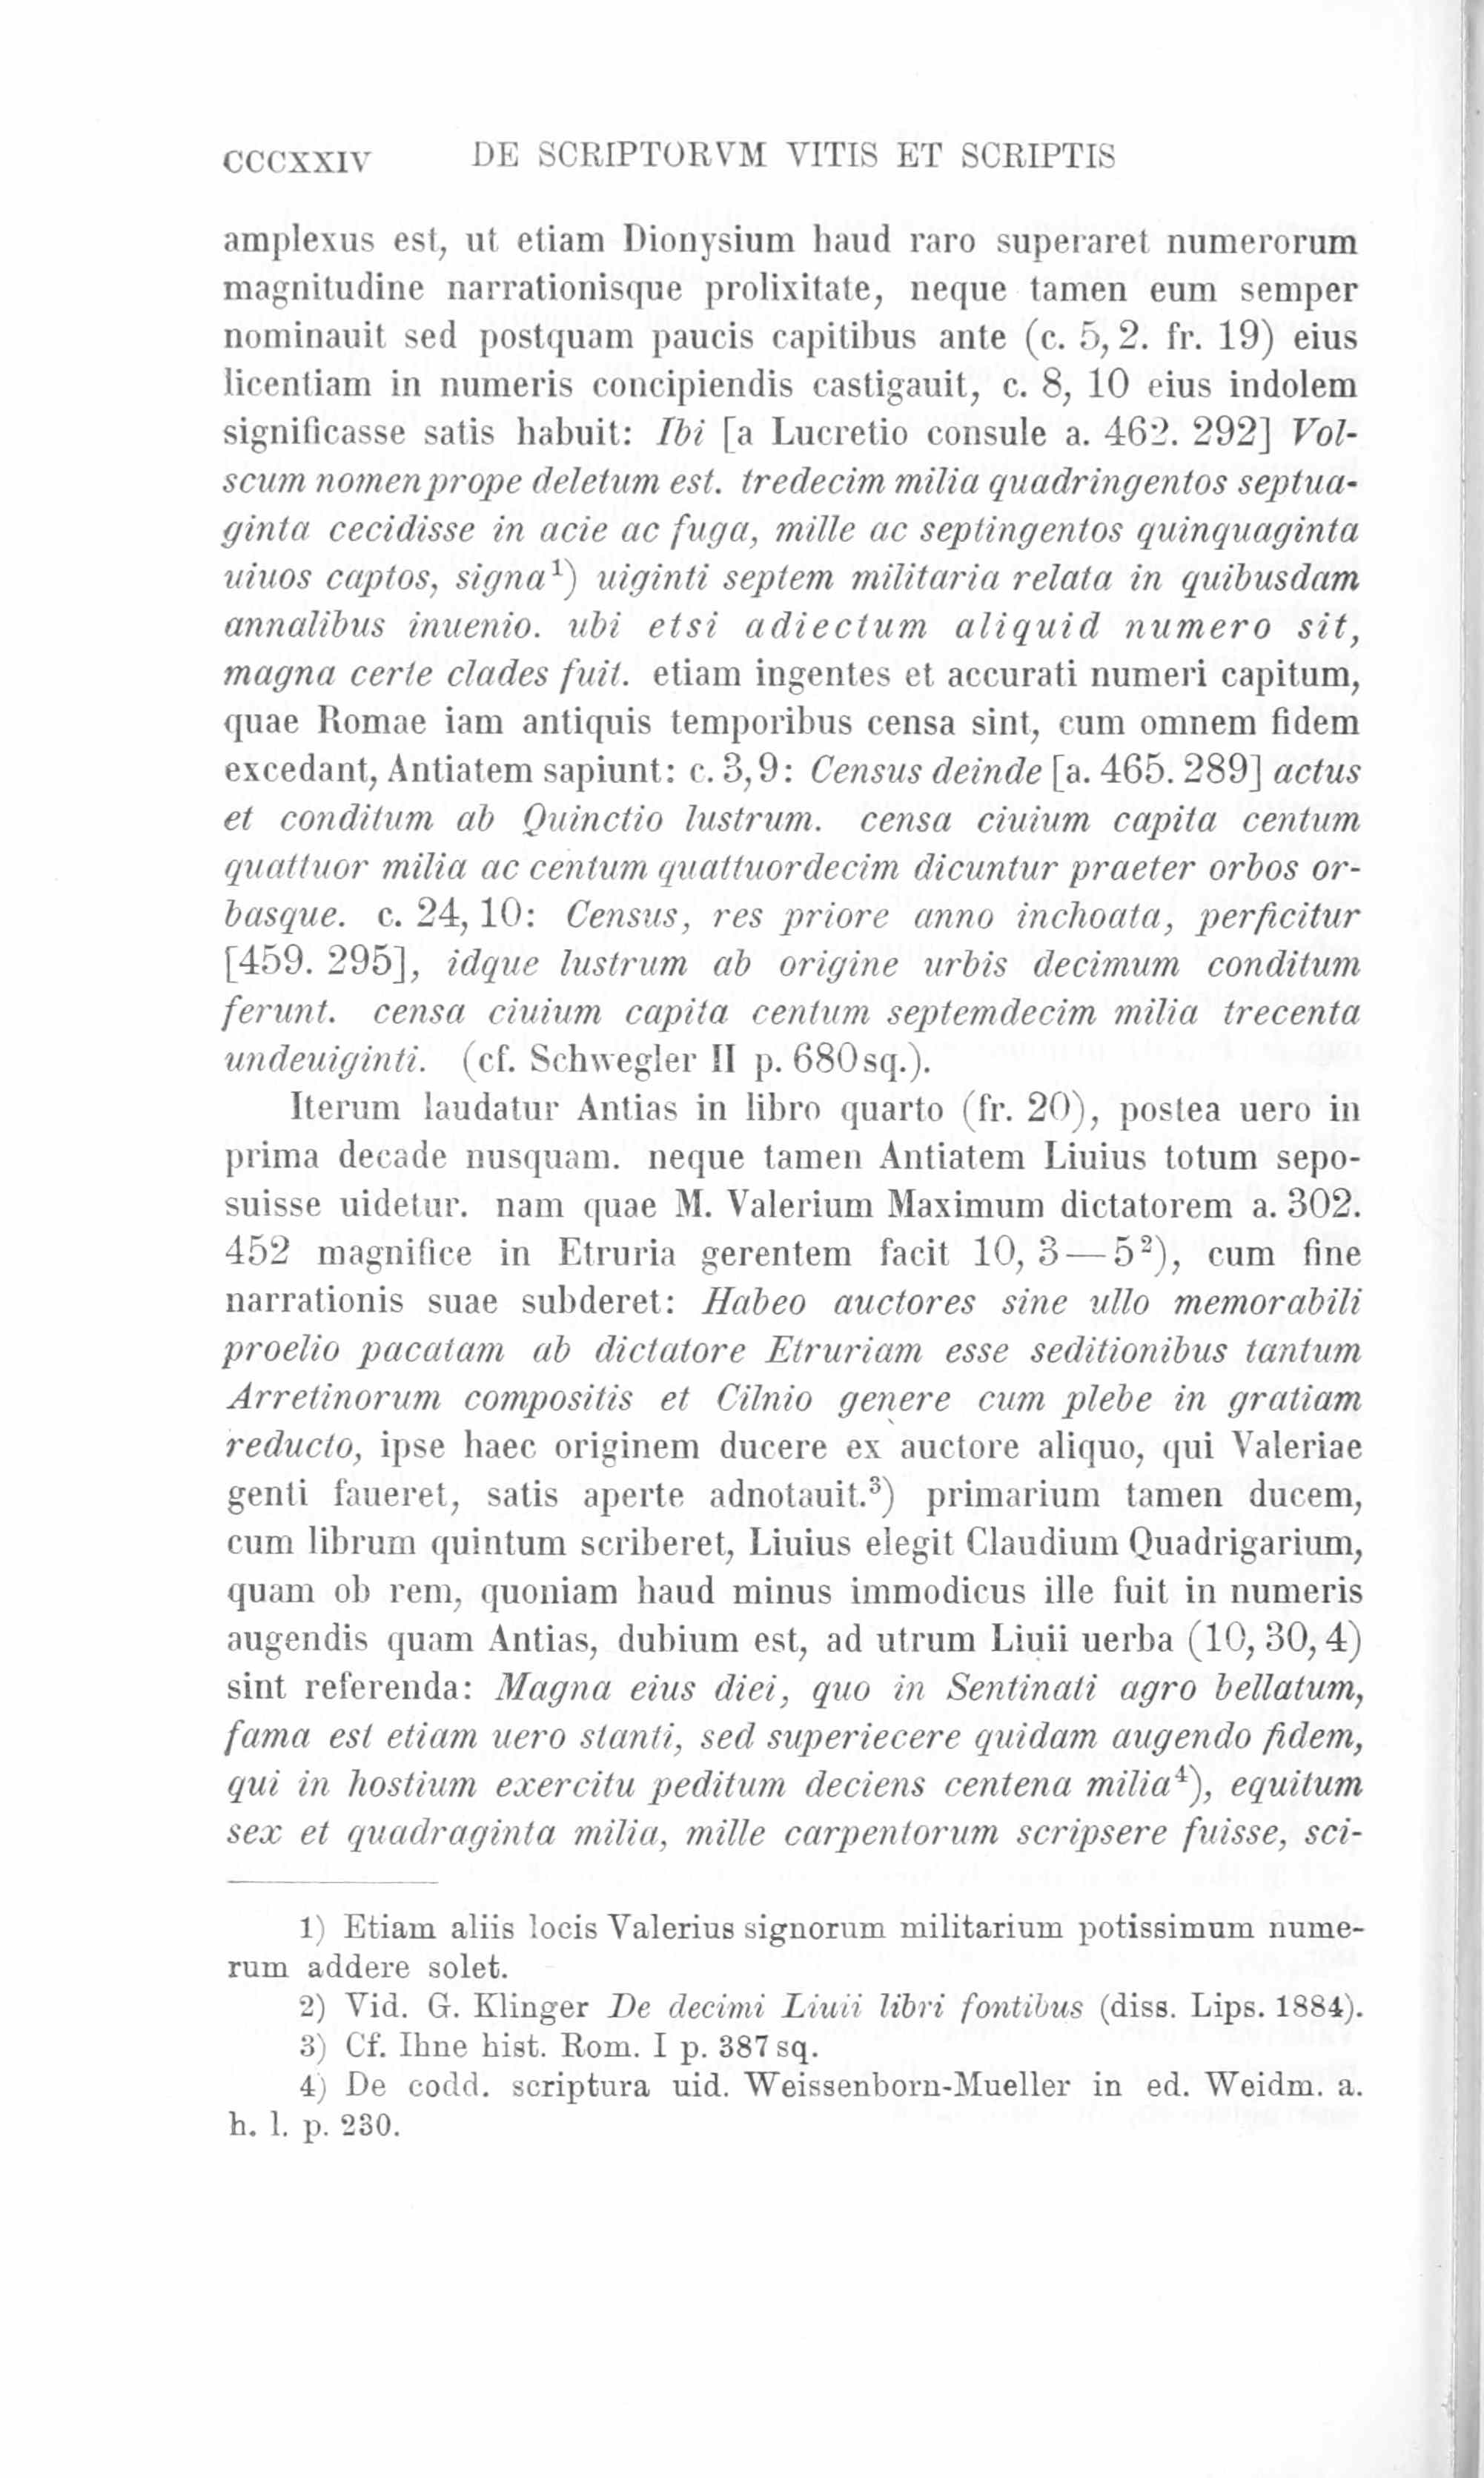 CCCXXIV DE SCRIPTORVM VITIS ET SCRIPTIS
amplexus est, ut etiam Dionysium haud raro superaret numerorum
magnitudine narrationisque prolixitate, neque tamen eum semper
nominauit sed postquam paucis capitibus ante (c. 5, 2. fr. 19) eius
licentiam in numeris concipiendis castigauit, c. 8, 10 eius indolem
significasse satis habuit: Ibi [a Lucretio consule a. 462. 292] Vol-
scum nomen prope deletum est. tredecim milia quadringentos septua-
ginta cecidisse in acie ac fuga, mille ac septingentos quinquaginta
uiuos captos, signa¹) uiginti septem militaria relata in quibusdam
annalibus inuenio. ubi etsi adiectum aliquid numero sit,
magna certe clades fuit. etiam ingentes et accurati numeri capitum,
quae Romae iam antiquis temporibus censa sint, cum omnem fidem
excedant, Antiatem sapiunt: c. 3, 9: Census deinde [a. 465. 289] actus
et conditum ab Quinctio lustrum. censa ciuium capita centum
quattuor milia ac centum quattuordecim dicuntur praeter orbos or-
basque. c. 24, 10: Census, res priore anno inchoata, perficitur
[459. 295], idque lustrum ab origine urbis decimum conditum
ferunt. censa ciuium capita centum septemdecim milia trecenta
undeuiginti. (cf. Schwegler II p. 680 sq.).
Iterum laudatur Antias in libro quarto (fr. 20), postea uero in
prima decade nusquam. neque tamen Antiatem Liuius totum sepo-
suisse uidetur. nam quae M. Valerium Maximum dictatorem a. 302.
452 magnifice in Etruria gerentem facit 10, 3—5²), cum fine
narrationis suae subderet: Habeo auctores sine ullo memorabili
proelio pacatam ab dictatore Etruriam esse seditionibus tantum
Arretinorum compositis et Cilnio genere cum plebe in gratiam
reducto, ipse haec originem ducere ex auctore aliquo, qui Valeriae
genti faueret, satis aperte adnotauit.³) primarium tamen ducem,
cum librum quintum scriberet, Liuius elegit Claudium Quadrigarium,
quam ob rem, quoniam haud minus immodicus ille fuit in numeris
augendis quam Antias, dubium est, ad utrum Liuii uerba (10, 30, 4)
sint referenda: Magna eius diei, quo in Sentinati agro bellatum,
fama est etiam uero stanti, sed superiecere quidam augendo fidem,
qui in hostium exercitu peditum deciens centena milia⁴), equitum
sex et quadraginta milia, mille carpentorum scripsere fuisse, sci-
1) Etiam aliis locis Valerius signorum militarium potissimum nume-
rum addere solet.
2) Vid. G. Klinger De decimi Liuii libri fontibus (diss. Lips. 1884).
3) Cf. Ihne hist. Rom. I p. 387 sq.
4) De codd. scriptura uid. Weissenborn-Mueller in ed. Weidm. a.
h. l. p. 230.